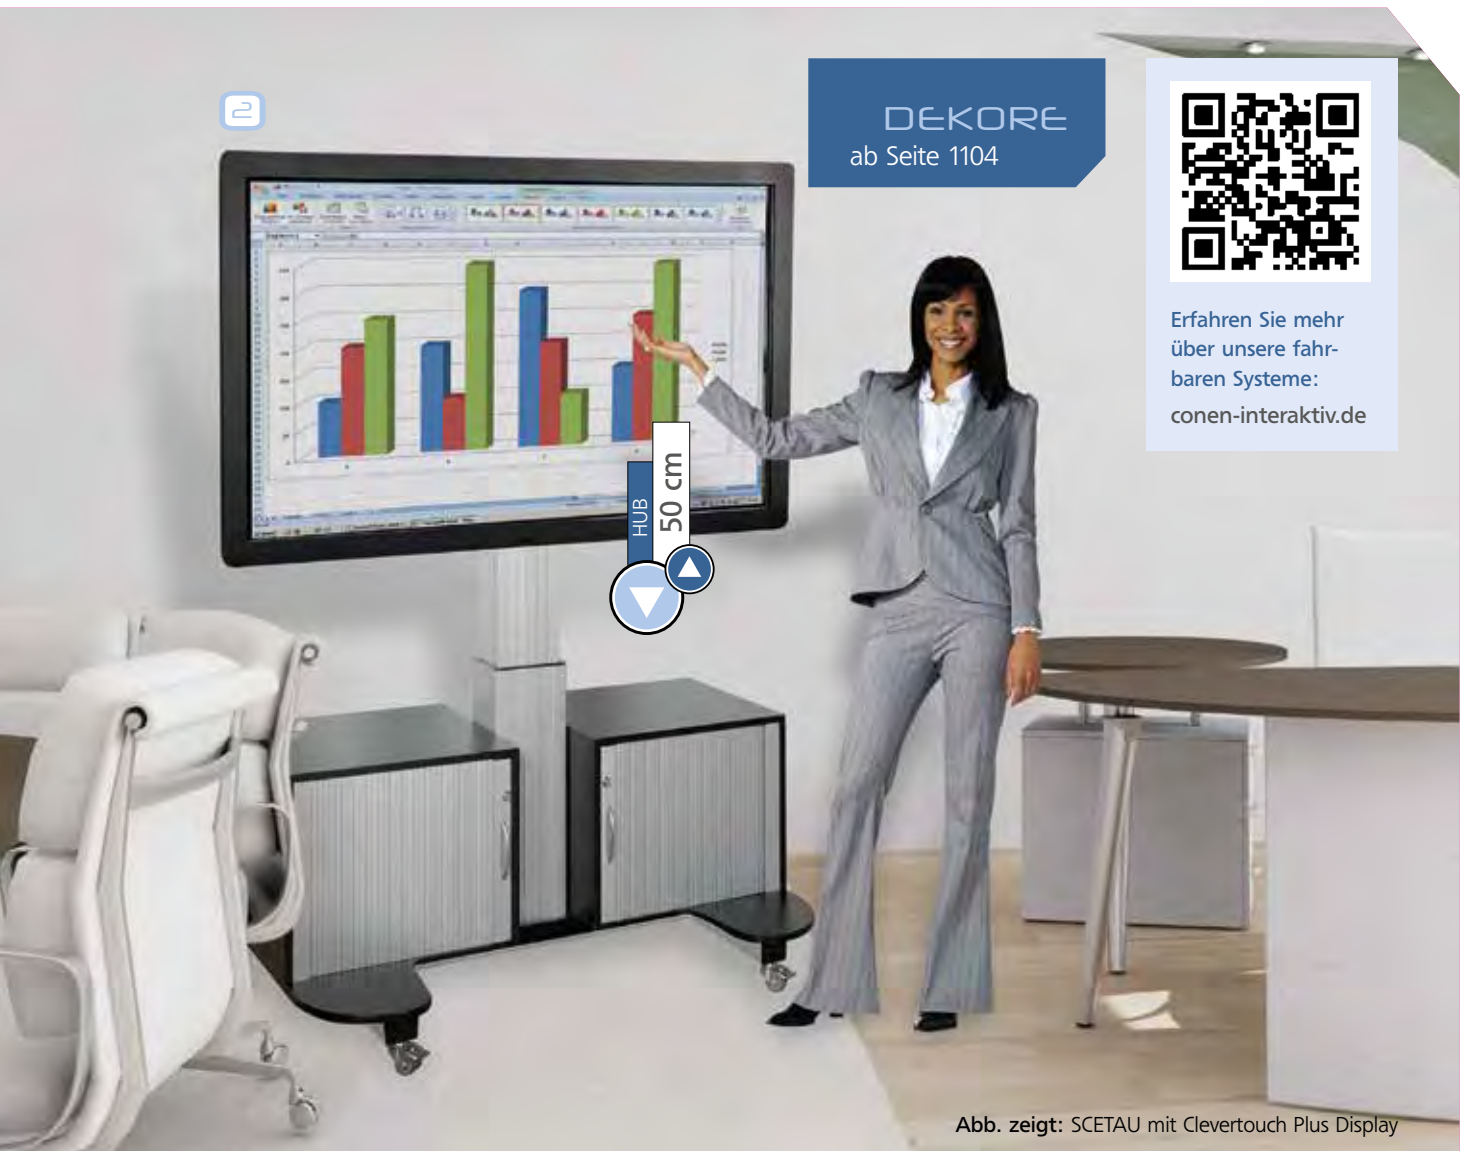 2
DEKORE
ab Seite 1104
Erfahren Sie mehr
über unsere fahr-
baren Systeme:
conen-interaktiv.de
HUB
50 cm
Abb. zeigt: SCETAU mit Clevertouch Plus Display